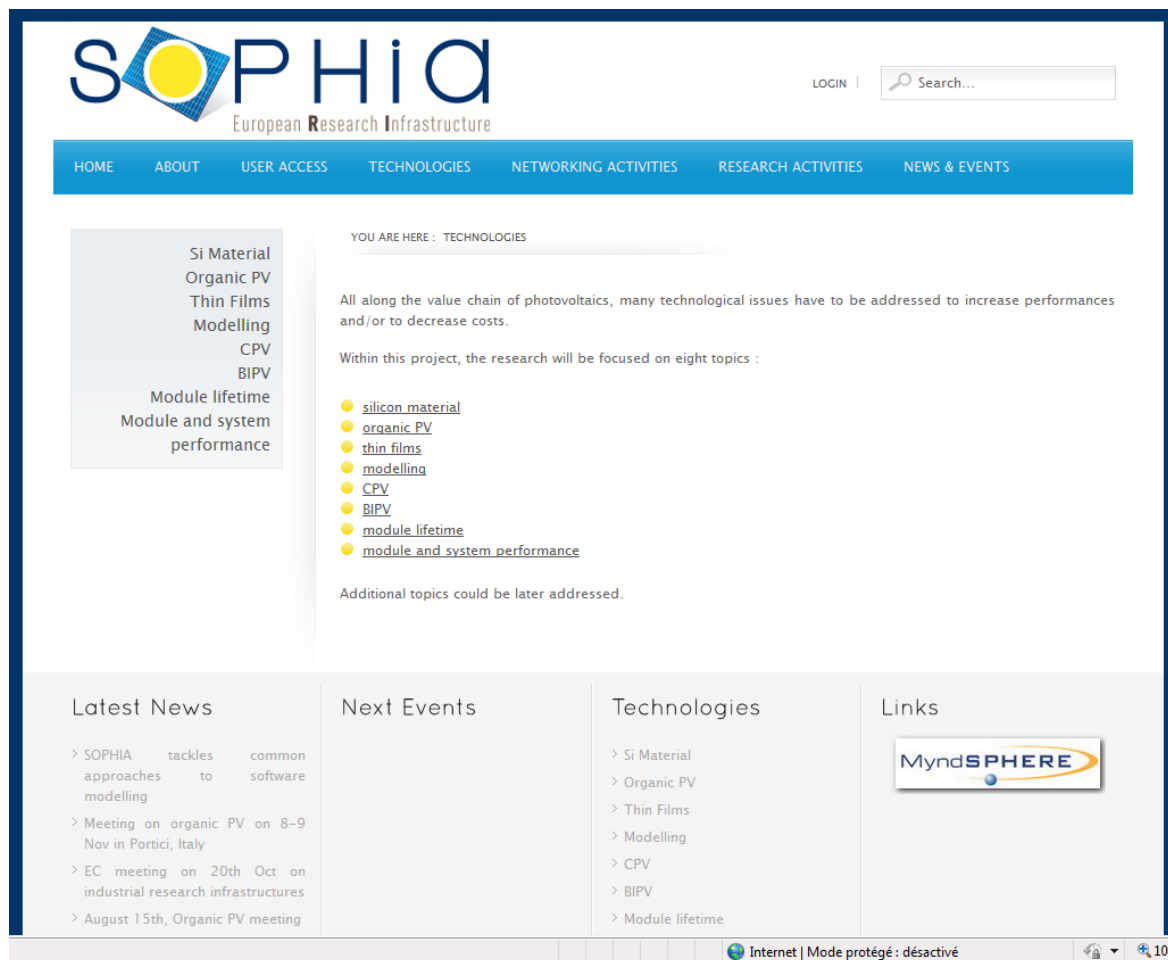 SOPHIA
European Research Infrastructure
LOGIN
Search...
HOME ABOUT USER ACCESS TECHNOLOGIES NETWORKING ACTIVITIES RESEARCH ACTIVITIES NEWS & EVENTS
Si Material
Organic PV
Thin Films
Modelling
CPV
BIPV
Module lifetime
Module and system
performance
YOU ARE HERE : TECHNOLOGIES
All along the value chain of photovoltaics, many technological issues have to be addressed to increase performances
and/or to decrease costs.
Within this project, the research will be focused on eight topics :
silicon material
organic PV
thin films
modelling
CPV
BIPV
module lifetime
module and system performance
Additional topics could be later addressed.
Latest News
> SOPHIA tackles common
approaches to software
modelling
> Meeting on organic PV on 8-9
Nov in Portici, Italy
> EC meeting on 20th Oct on
industrial research infrastructures
> August 15th, Organic PV meeting
Next Events
Technologies
> Si Material
> Organic PV
> Thin Films
> Modelling
> CPV
> BIPV
> Module lifetime
Links
MyndSPHERE
Internet | Mode protégé : désactivé
10